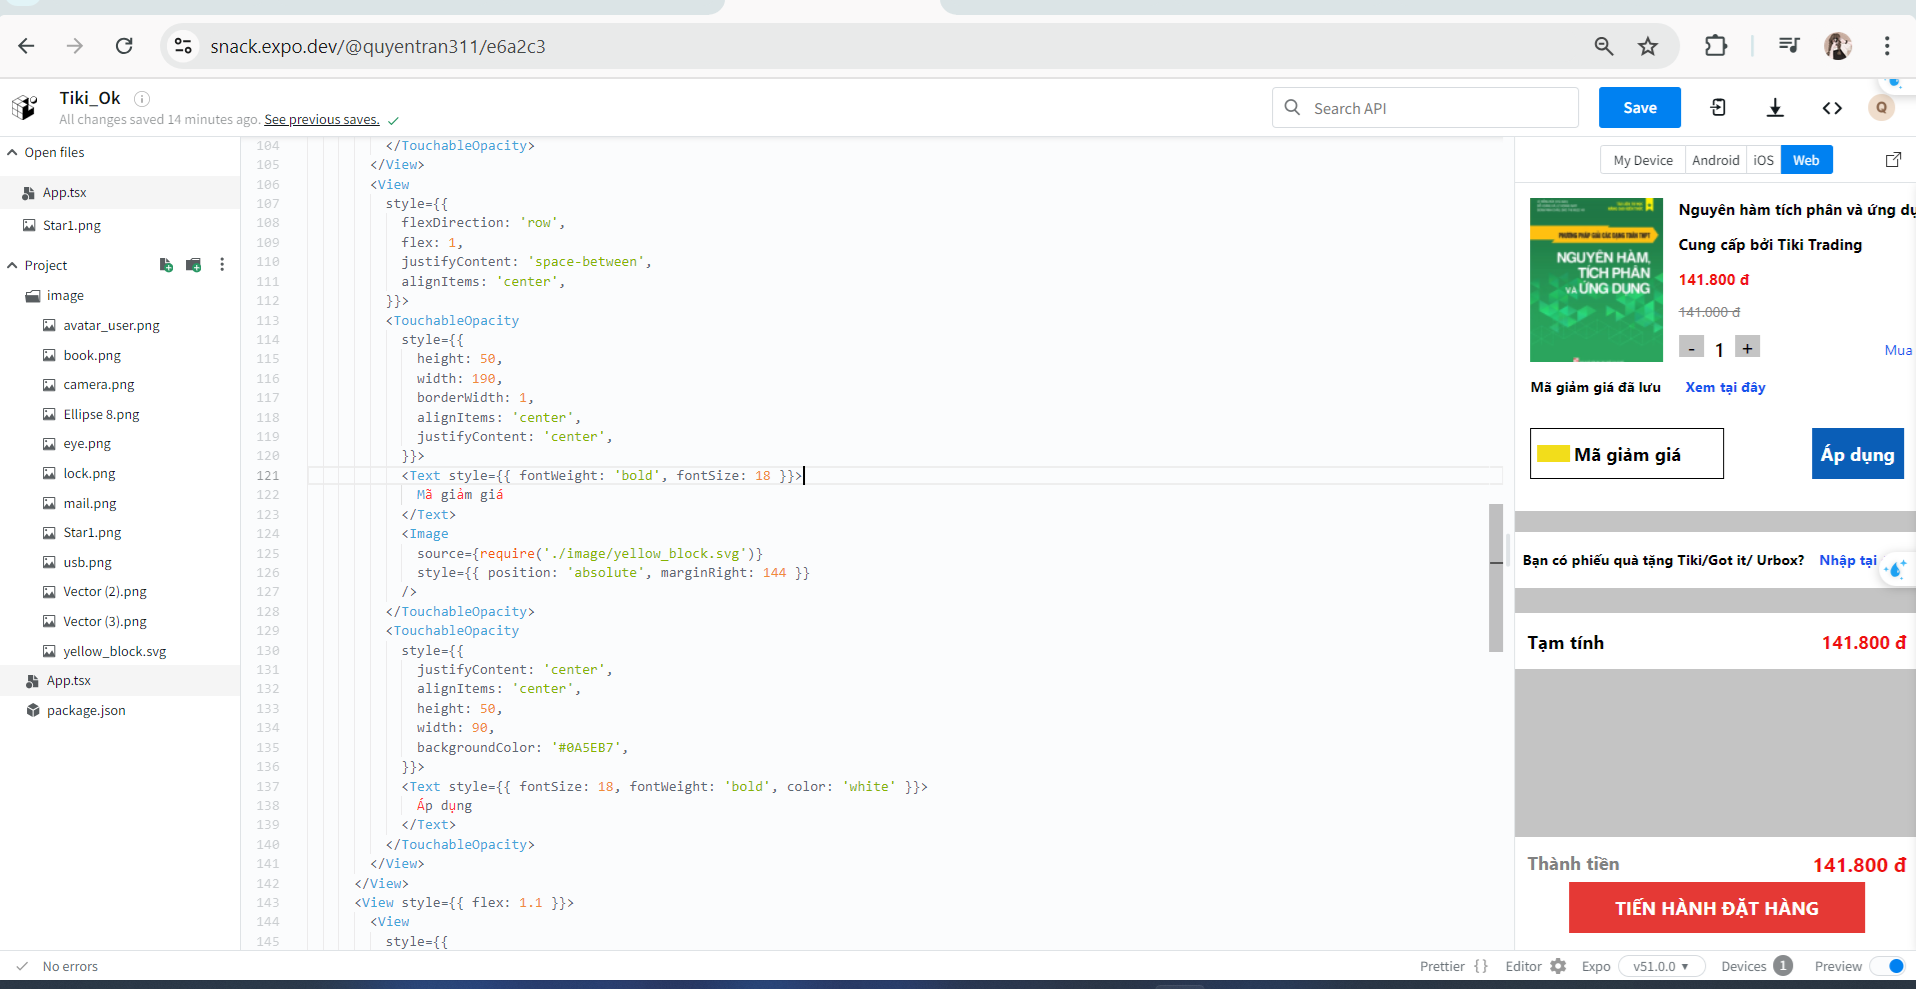 snack.expo.dev/@quyentran311/e6a2c3
Tiki_Ok
All changes saved 14 minutes ago. See previous saves.
Search API
Save
Q
Open files
App.tsx
Star1.png
Project
image
avatar_user.png
book.png
camera.png
Ellipse 8.png
eye.png
lock.png
mail.png
Star1.png
usb.png
Vector (2).png
Vector (3).png
yellow_block.svg
App.tsx
package.json
104 </TouchableOpacity>
105 </View>
106 <View
107 style={{
108 flexDirection: 'row',
109 flex: 1,
110 justifyContent: 'space-between',
111 alignItems: 'center',
112 }}>
113 <TouchableOpacity
114 style={{
115 height: 50,
116 width: 190,
117 borderWidth: 1,
118 alignItems: 'center',
119 justifyContent: 'center',
120 }}>
121 <Text style={{ fontWeight: 'bold', fontSize: 18 }}>
122 Mã giảm giá
123 </Text>
124 <Image
125 source={require('./image/yellow_block.svg')}
126 style={{ position: 'absolute', marginRight: 144 }}
127 />
128 </TouchableOpacity>
129 <TouchableOpacity
130 style={{
131 justifyContent: 'center',
132 alignItems: 'center',
133 height: 50,
134 width: 90,
135 backgroundColor: '#0A5EB7',
136 }}>
137 <Text style={{ fontSize: 18, fontWeight: 'bold', color: 'white' }}>
138 Áp dụng
139 </Text>
140 </TouchableOpacity>
141 </View>
142 </View>
143 <View style={{ flex: 1.1 }}>
144 <View
145 style={{
My Device Android iOS Web
PHƯƠNG PHÁP GIẢI CÁC DẠNG TOÁN THPT
NGUYÊN HÀM,
TÍCH PHÂN
VÀ ỨNG DỤNG
Nguyên hàm tích phân và ứng dụ
Cung cấp bởi Tiki Trading
141.800 đ
141.000 đ
- 1 + Mua
Mã giảm giá đã lưu Xem tại đây
Mã giảm giá Áp dụng
Bạn có phiếu quà tặng Tiki/Got it/ Urbox? Nhập tại
Tạm tính 141.800 đ
Thành tiền 141.800 đ
TIẾN HÀNH ĐẶT HÀNG
No errors
Prettier {} Editor Expo v51.0.0 Devices 1 Preview